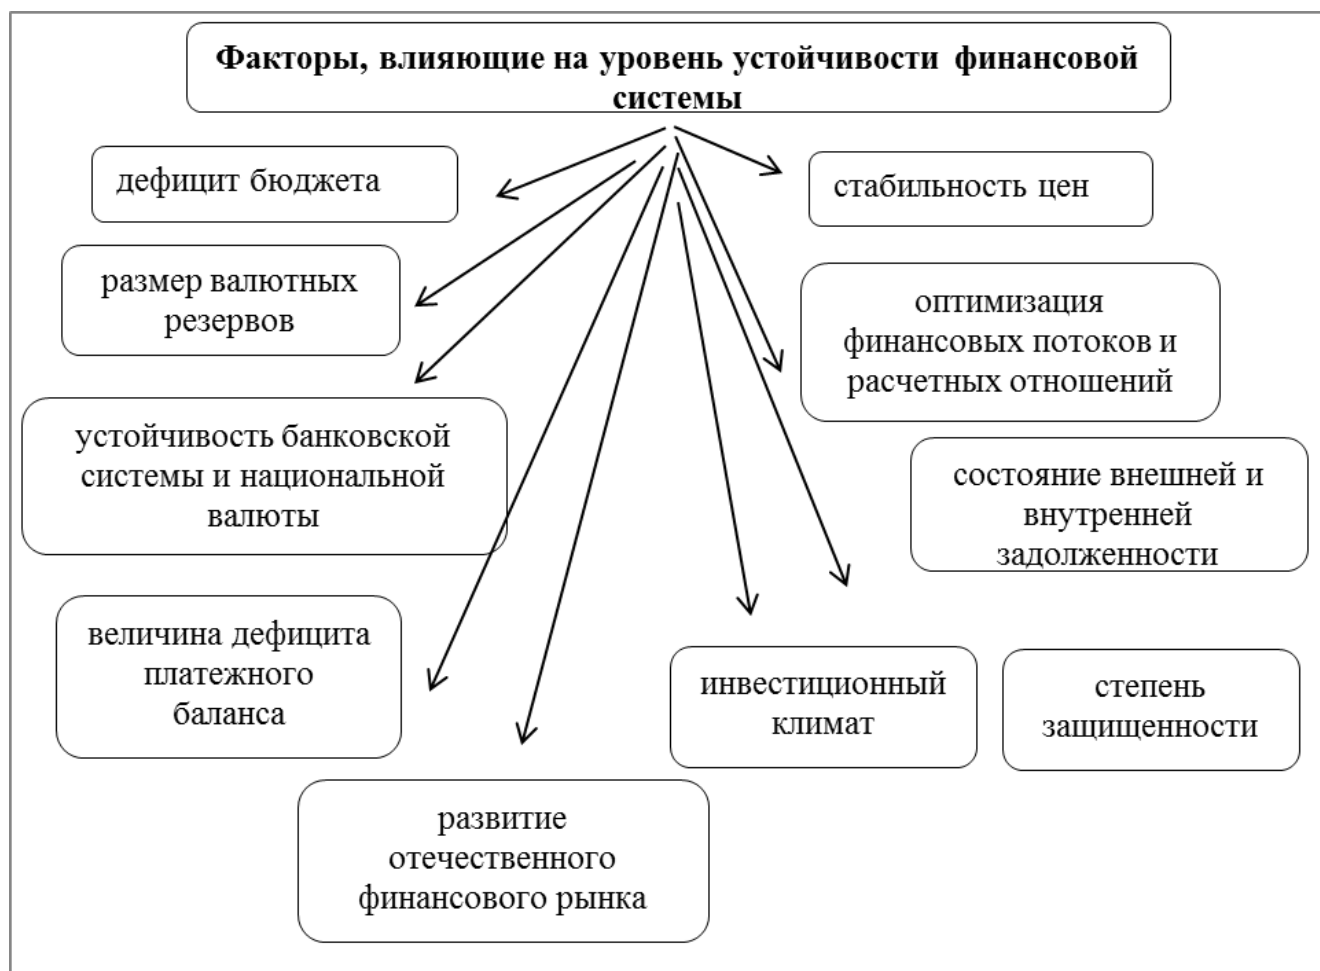 Факторы, влияющие на уровень устойчивости финансовой
системы
дефицит бюджета
стабильность цен
размер валютных
резервов
оптимизация
финансовых потоков и
расчетных отношений
устойчивость банковской
системы и национальной
валюты
состояние внешней и
внутренней
задолженности
величина дефицита
платежного
баланса
инвестиционный
климат
степень
защищенности
развитие
отечественного
финансового рынка